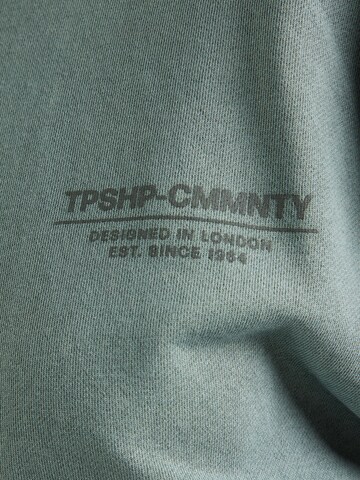 TPSHP-CMMNTY
DESIGNED IN LONDON
EST. SINCE 1964